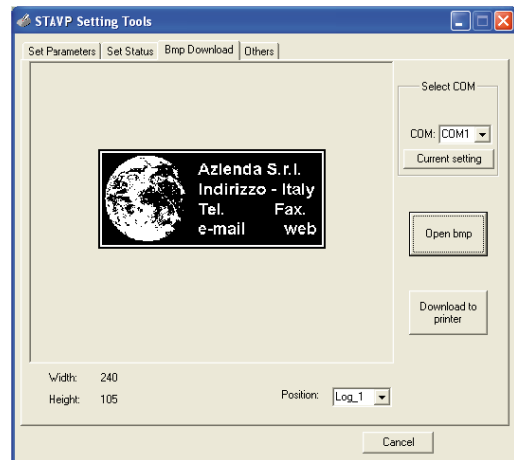 STAVP Setting Tools
Set Parameters Set Status Bmp Download Others
Select COM
COM: COM1
Current setting
Azienda S.r.l.
Indirizzo - Italy
Tel. Fax.
e-mail web
Open bmp
Download to
printer
Width: 240
Height: 105
Position: Log_1
Cancel